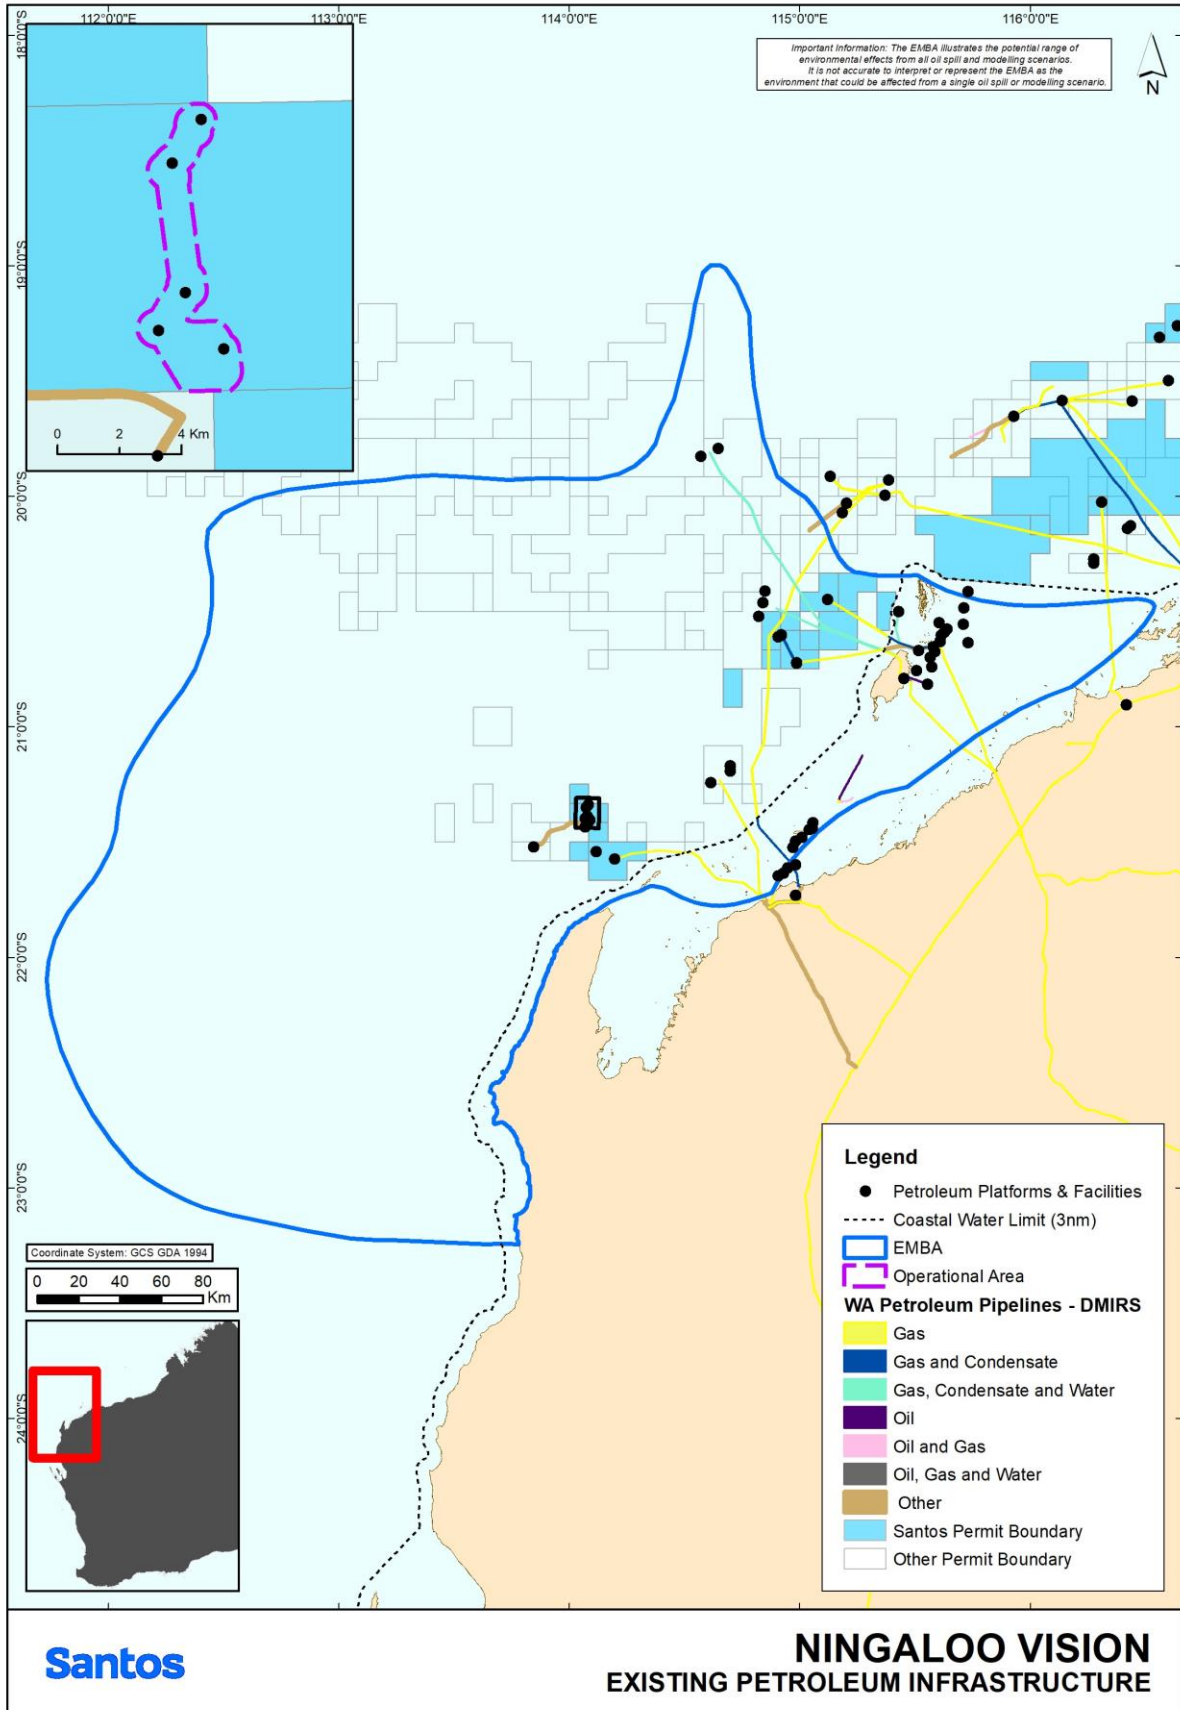 112°0'0"E
113°0'0"E
114°0'0"E
115°0'0"E
116°0'0"E
18°0'0"S
19°0'0"S
20°0'0"S
21°0'0"S
22°0'0"S
23°0'0"S
24°0'0"S
Important Information: The EMBA illustrates the potential range of
environmental effects from all oil spill and modelling scenarios.
It is not accurate to interpret or represent the EMBA as the
environment that could be affected from a single oil spill or modelling scenario.
N
0 2 4 Km
Coordinate System: GCS GDA 1994
0 20 40 60 80
Km
Legend
Petroleum Platforms & Facilities
Coastal Water Limit (3nm)
EMBA
Operational Area
WA Petroleum Pipelines - DMIRS
Gas
Gas and Condensate
Gas, Condensate and Water
Oil
Oil and Gas
Oil, Gas and Water
Other
Santos Permit Boundary
Other Permit Boundary
Santos
NINGALOO VISION
EXISTING PETROLEUM INFRASTRUCTURE